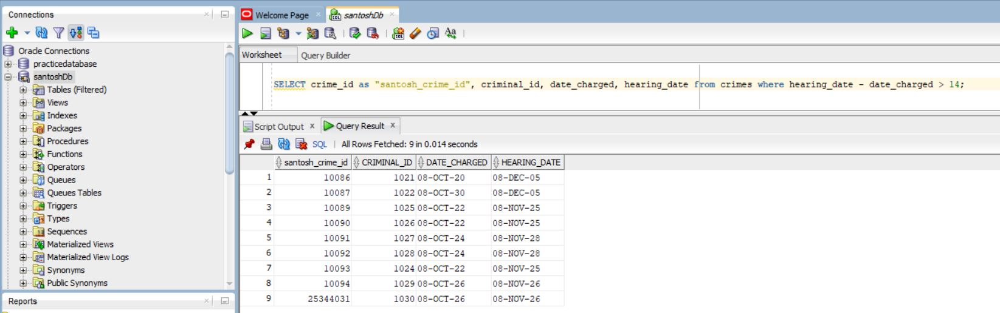 Connections
Oracle Connections
practicedatabase
santoshDb
Tables (Filtered)
Views
Indexes
Packages
Procedures
Functions
Operators
Queues
Queues Tables
Triggers
Types
Sequences
Materialized Views
Materialized View Logs
Synonyms
Public Synonyms
Reports
Welcome Page
santoshDb
Worksheet
Query Builder
SELECT crime_id as "santosh_crime_id", criminal_id, date_charged, hearing_date from crimes where hearing_date - date_charged > 14;
Script Output
Query Result
SQL | All Rows Fetched: 9 in 0.014 seconds
santosh_crime_id CRIMINAL_ID DATE_CHARGED HEARING_DATE
1 10086 1021 08-OCT-20 08-DEC-05
2 10087 1022 08-OCT-30 08-DEC-05
3 10089 1025 08-OCT-22 08-NOV-25
4 10090 1026 08-OCT-22 08-NOV-25
5 10091 1027 08-OCT-24 08-NOV-28
6 10092 1028 08-OCT-24 08-NOV-28
7 10093 1024 08-OCT-22 08-NOV-25
8 10094 1029 08-OCT-26 08-NOV-26
9 25344031 1030 08-OCT-26 08-NOV-26